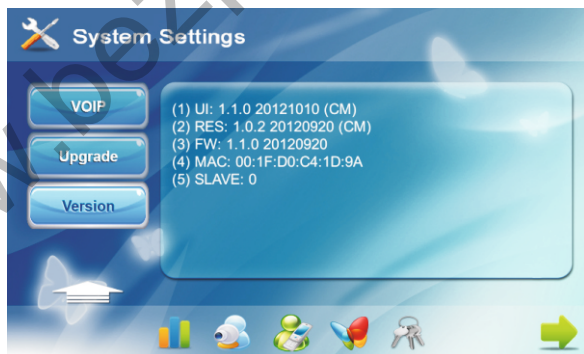 System Settings
VOIP
Upgrade
Version
(1) UI: 1.1.0 20121010 (CM)
(2) RES: 1.0.2 20120920 (CM)
(3) FW: 1.1.0 20120920
(4) MAC: 00:1F:D0:C4:1D:9A
(5) SLAVE: 0